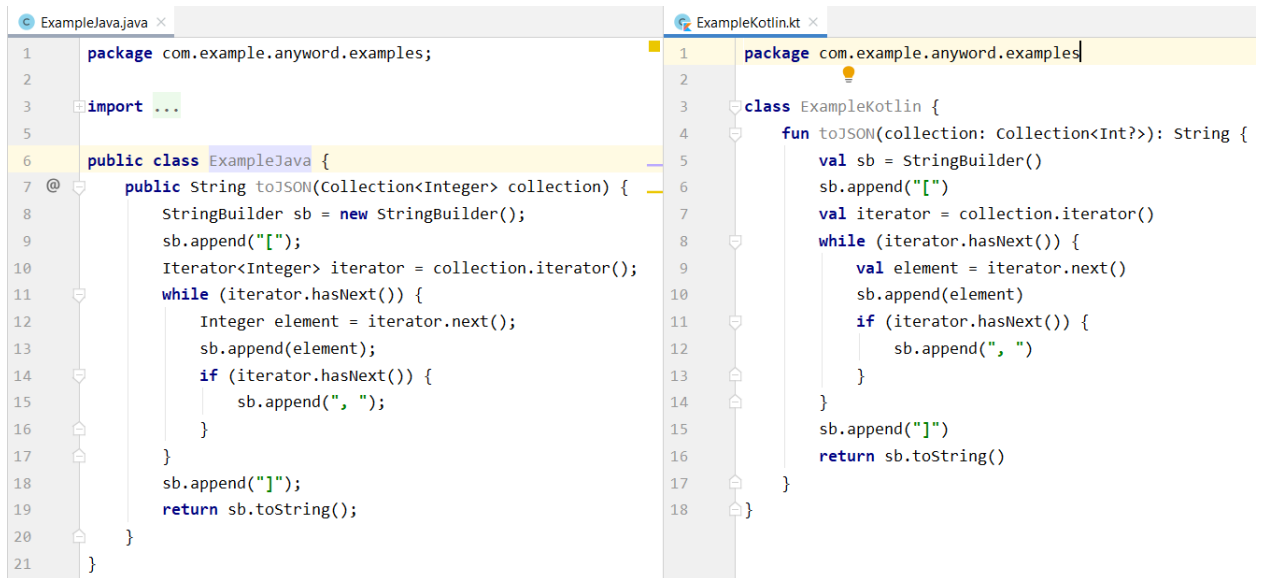 ExampleJava.java
1 package com.example.anyword.examples;
2
3 import ...
5
6 public class ExampleJava {
7 @ public String toJSON(Collection<Integer> collection) {
8 StringBuilder sb = new StringBuilder();
9 sb.append("[");
10 Iterator<Integer> iterator = collection.iterator();
11 while (iterator.hasNext()) {
12 Integer element = iterator.next();
13 sb.append(element);
14 if (iterator.hasNext()) {
15 sb.append(", ");
16 }
17 }
18 sb.append("]");
19 return sb.toString();
20 }
21 }
ExampleKotlin.kt
1 package com.example.anyword.examples
2
3 class ExampleKotlin {
4 fun toJSON(collection: Collection<Int?>): String {
5 val sb = StringBuilder()
6 sb.append("[")
7 val iterator = collection.iterator()
8 while (iterator.hasNext()) {
9 val element = iterator.next()
10 sb.append(element)
11 if (iterator.hasNext()) {
12 sb.append(", ")
13 }
14 }
15 sb.append("]")
16 return sb.toString()
17 }
18 }